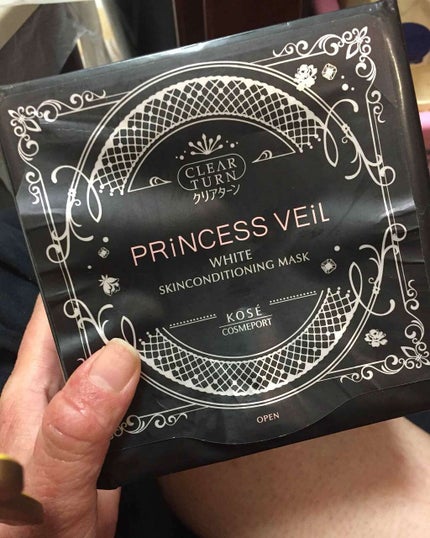 CLEAR
TURN
クリアターン
PRiNCESS VEiL
WHITE
SKINCONDITIONING MASK
KOSÉ
COSMEPORT
OPEN